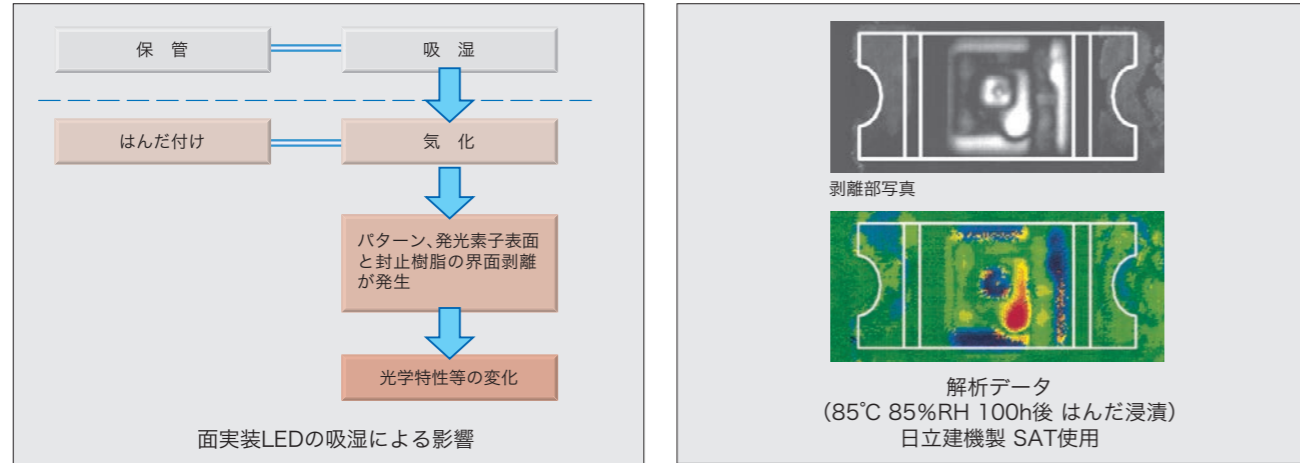 保　管
吸　湿
はんだ付け
気　化
パターン、発光素子表面
と封止樹脂の界面剥離
が発生
光学特性等の変化
面実装LEDの吸湿による影響
剥離部写真
解析データ
（85℃ 85％RH 100h後 はんだ浸漬）
日立建機製 SAT使用